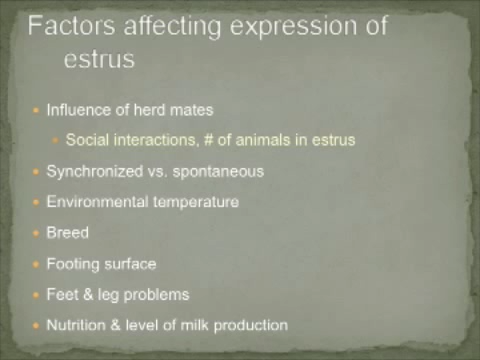 Factors affecting expression of
estrus
Influence of herd mates
Social interactions, # of animals in estrus
Synchronized vs. spontaneous
Environmental temperature
Breed
Footing surface
Feet & leg problems
Nutrition & level of milk production